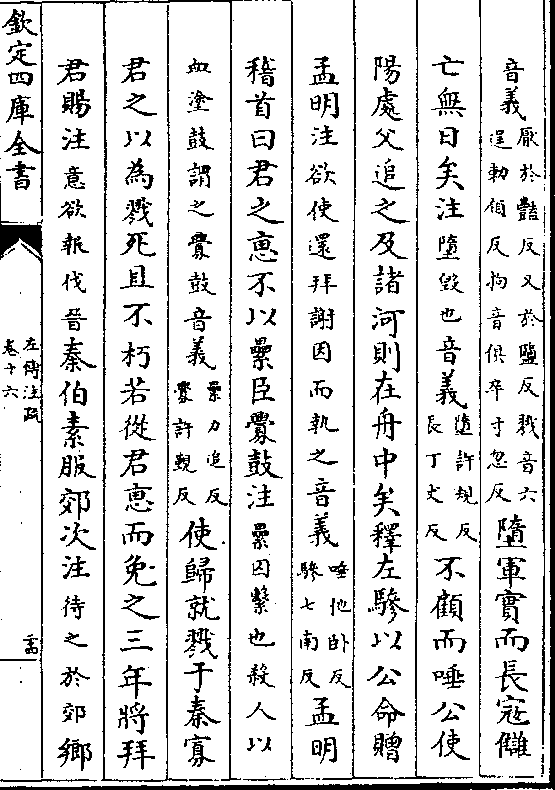 音義厭於豔反又於鹽反戮音六逞勅領反拘音俱卒寸忽反墮軍實而長寇讎
亡無日矣注墮毀也音義墮許規反長丁丈反不顧而唾公使
陽處父追之及諸河則在舟中矣釋左驂以公命贈
孟明注欲使還拜謝因而執之音義唾他卧反驂七南反孟明
稽首曰君之恵不以纍臣釁鼓注纍囚繫也殺人以
血塗鼓謂之釁鼓音義纍力追反釁許覲反使歸就戮于秦寡
君之以為戮死且不朽若從君恵而免之三年將拜
君賜注意欲報伐晉秦伯素服郊次注待之於郊鄉
欽定四庫全書
左傳注疏
卷十六